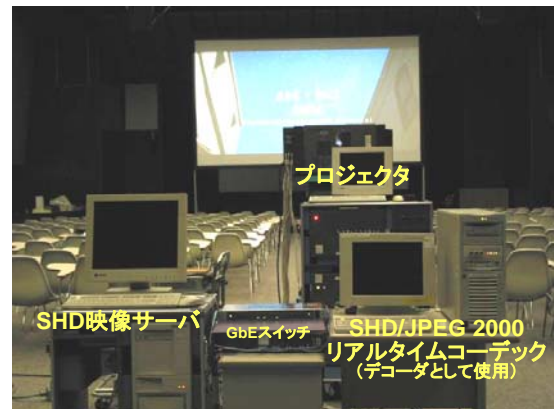 プロジェクタ
SHD映像サーバ
GbEスイッチ
SHD/JPEG 2000
リアルタイムコーデック
(デコーダとして使用)